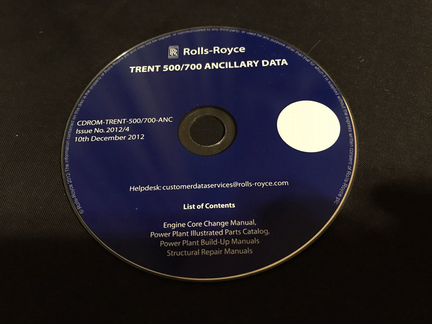 Rolls-Royce
TRENT 500/700 ANCILLARY DATA
CDROM-TRENT-500/700-ANC
Issue No. 2012/4
10th December 2012
Helpdesk: customerdataservices@rolls-royce.com
List of Contents
Engine Core Change Manual,
Power Plant Illustrated Parts Catalog,
Power Plant Build-Up Manuals
Structural Repair Manuals